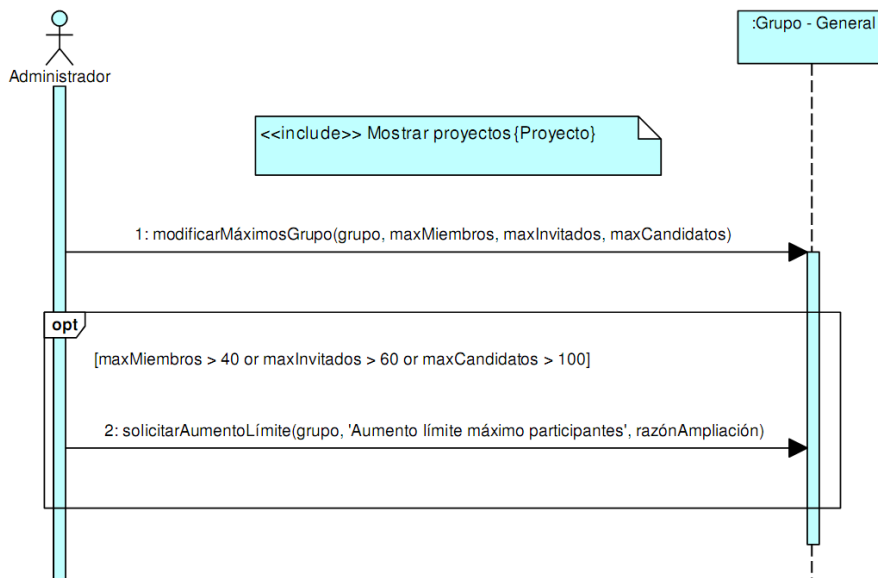 Administrador
:Grupo - General
<<include>> Mostrar proyectos{Proyecto}
1: modificarMáximosGrupo(grupo, maxMiembros, maxInvitados, maxCandidatos)
opt
[maxMiembros > 40 or maxInvitados > 60 or maxCandidatos > 100]
2: solicitarAumentoLímite(grupo, 'Aumento límite máximo participantes', razónAmpliación)